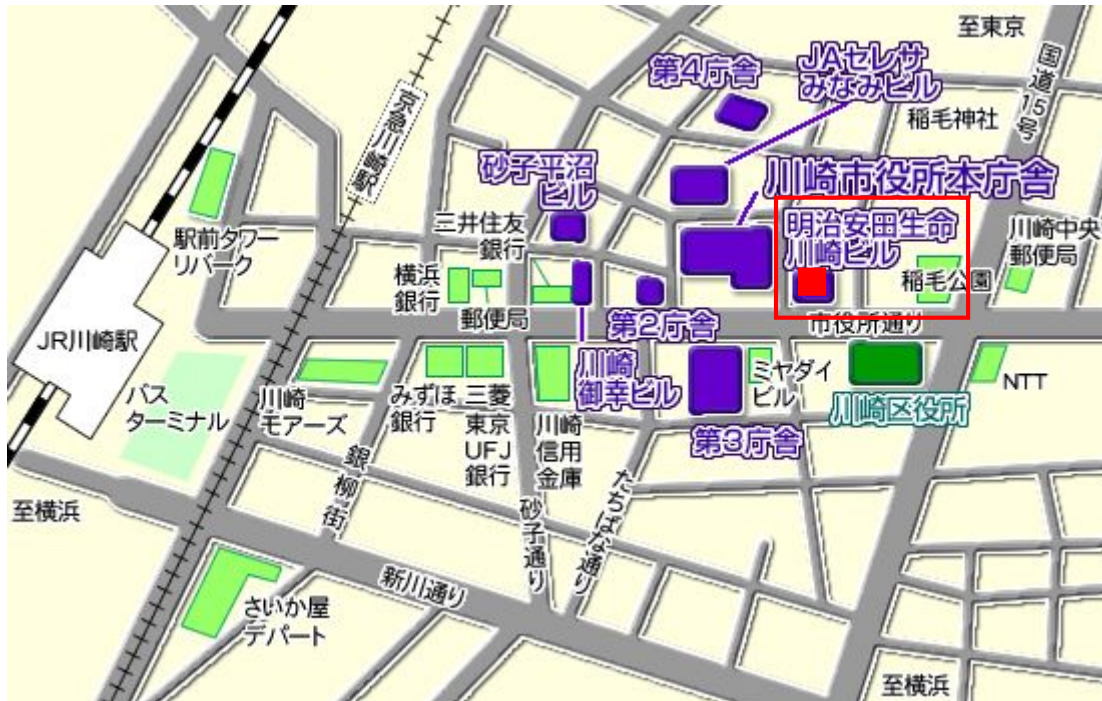 至東京
国道15号
JAセレサ
みなみビル
第4庁舎
稲毛神社
京急川崎駅
砂子平沼
ビル
川崎市役所本庁舎
明治安田生命
川崎ビル
川崎中央
郵便局
駅前タワー
リバーク
三井住友
銀行
横浜
銀行
稲毛公園
郵便局
第2庁舎
市役所通り
JR川崎駅
川崎
御幸ビル
ミヤダイ
ビル
NTT
バス
ターミナル
川崎
モアーズ
みずほ
銀行
三菱
東京
UFJ
銀行
川崎
信用
金庫
第3庁舎
川崎区役所
銀柳街
砂子通り
たちばな通り
至横浜
新川通り
さいか屋
デパート
至横浜